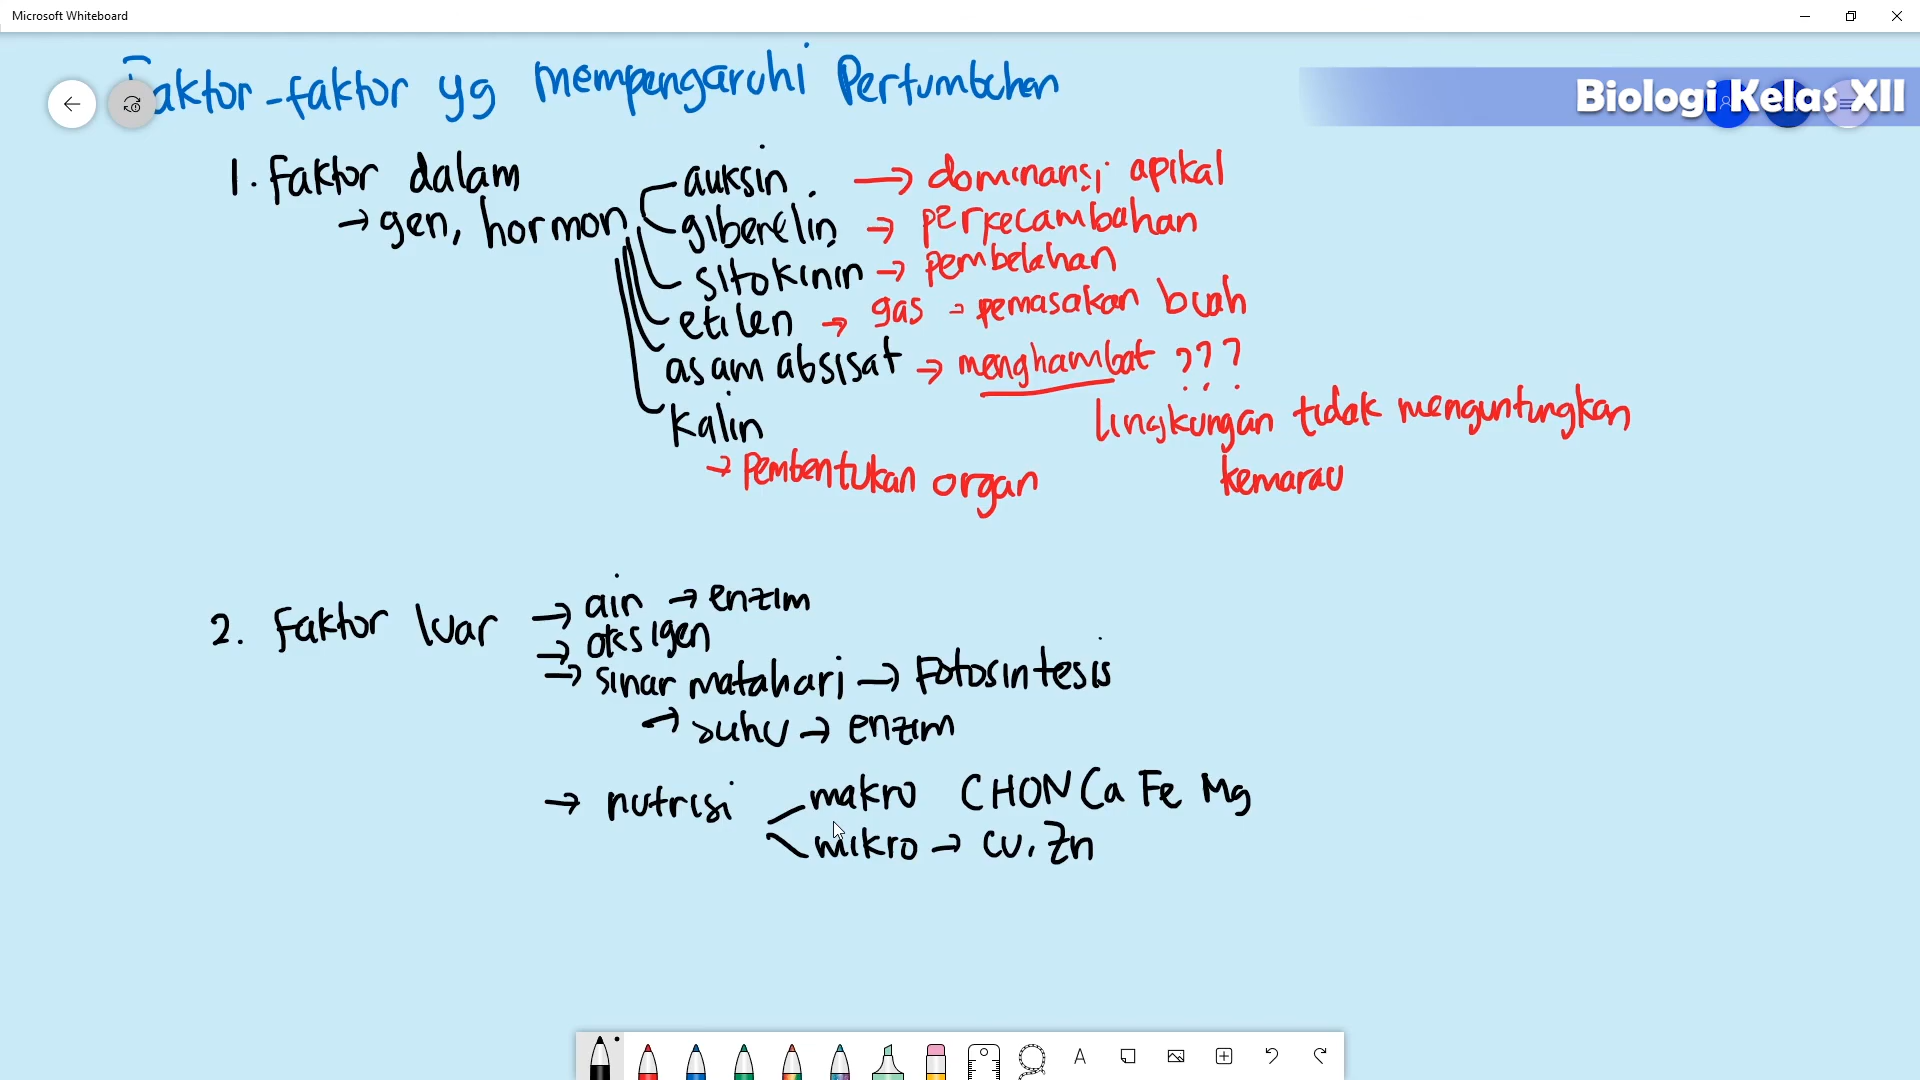 Microsoft Whiteboard
Faktor-faktor yg mempengaruhi Pertumbuhan
Biologi Kelas XII
1. Faktor dalam
→ gen, hormon
auksin → dominansi apikal
giberelin → perkecambahan
sitokinin → pembelahan
etilen → gas - pemasakan buah
asam absisat → menghambat ???
lingkungan tidak menguntungkan
kemarau
kalin
→ Pembentukan organ
2. Faktor luar → air → enzim
→ oksigen
→ sinar matahari → Fotosintesis
→ suhu → enzim
→ nutrisi
makro CHON Ca Fe Mg
mikro → Cu, Zn
A